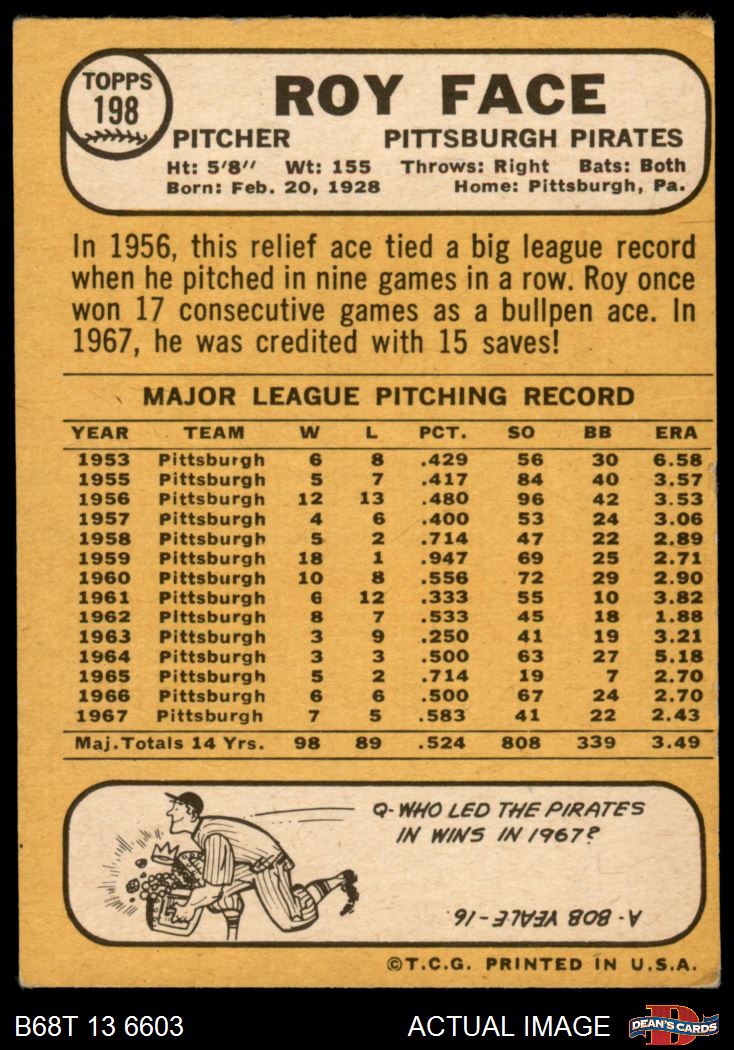 TOPPS
198
ROY FACE
PITCHER PITTSBURGH PIRATES
Ht: 5'8" Wt: 155 Throws: Right Bats: Both
Born: Feb. 20, 1928 Home: Pittsburgh, Pa.
In 1956, this relief ace tied a big league record
when he pitched in nine games in a row. Roy once
won 17 consecutive games as a bullpen ace. In
1967, he was credited with 15 saves!
MAJOR LEAGUE PITCHING RECORD
YEAR TEAM W L PCT. SO BB ERA
1953 Pittsburgh 6 8 .429 56 30 6.58
1955 Pittsburgh 5 7 .417 84 40 3.57
1956 Pittsburgh 12 13 .480 96 42 3.53
1957 Pittsburgh 4 6 .400 53 24 3.06
1958 Pittsburgh 5 2 .714 47 22 2.89
1959 Pittsburgh 18 1 .947 69 25 2.71
1960 Pittsburgh 10 8 .556 72 29 2.90
1961 Pittsburgh 6 12 .333 55 10 3.82
1962 Pittsburgh 8 7 .533 45 18 1.88
1963 Pittsburgh 3 9 .250 41 19 3.21
1964 Pittsburgh 3 3 .500 63 27 5.18
1965 Pittsburgh 5 2 .714 19 7 2.70
1966 Pittsburgh 6 6 .500 67 24 2.70
1967 Pittsburgh 7 5 .583 41 22 2.43
Maj. Totals 14 Yrs. 98 89 .524 808 339 3.49
Q-WHO LED THE PIRATES
IN WINS IN 1967?
A-BOB VEALE-16
©T.C.G. PRINTED IN U.S.A.
B68T 13 6603 ACTUAL IMAGE D DEAN'S CARDS